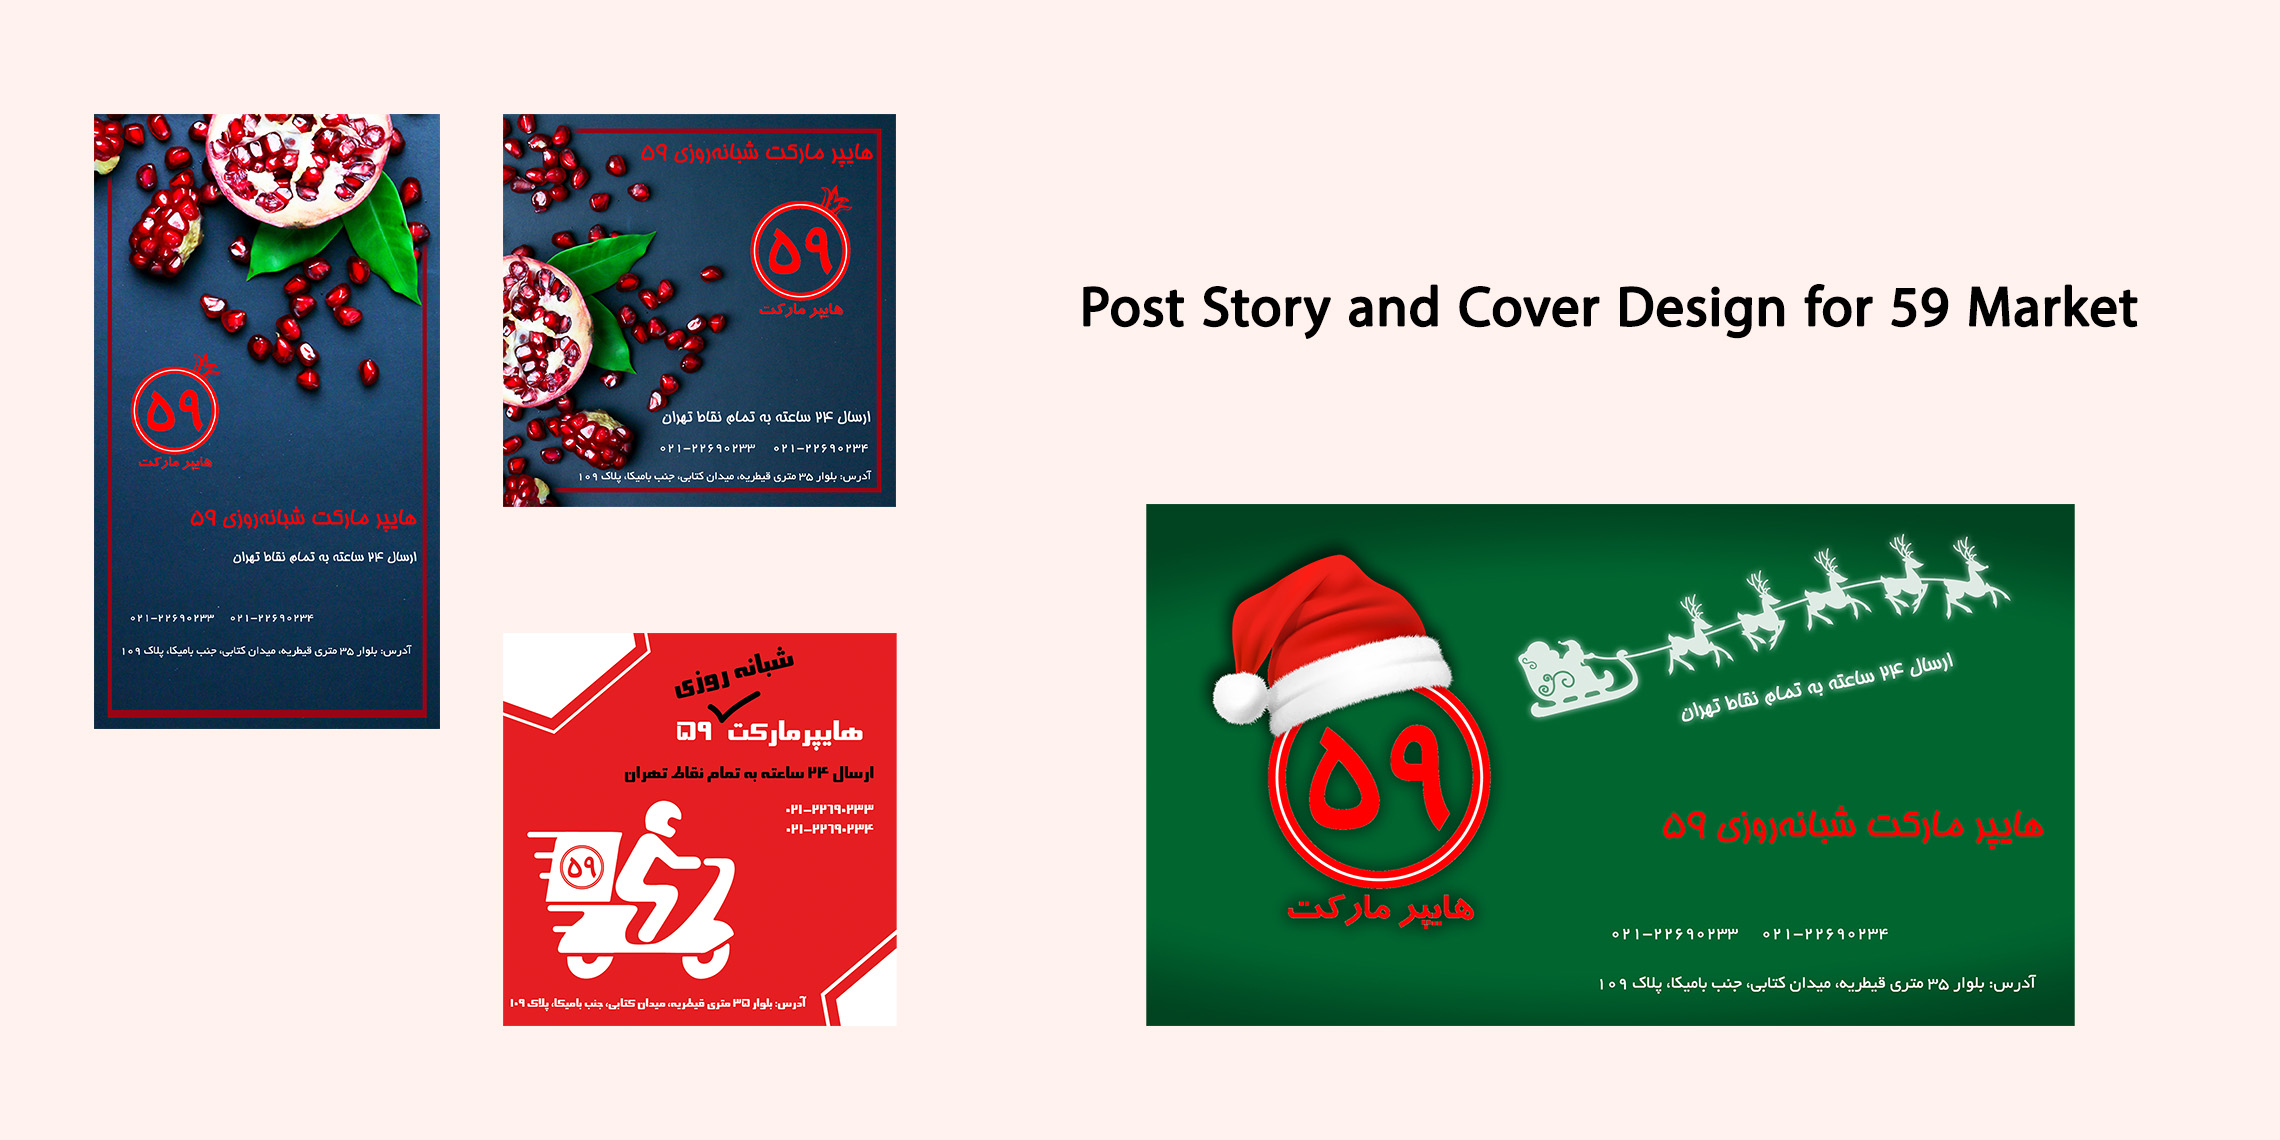 ۵۹
هایپر مارکت
هایپر مارکت شبانه‌روزی ۵۹
ارسال ۲۴ ساعته به تمام نقاط تهران
۰۲۱-۲۲۶۹۰۲۳۳ ۰۲۱-۲۲۶۹۰۲۳۴
آدرس: بلوار ۳۵ متری قیطریه، میدان کتابی، جنب بامیکا، پلاک ۱۰۹
هایپر مارکت شبانه‌روزی ۵۹
۵۹
هایپر مارکت
ارسال ۲۴ ساعته به تمام نقاط تهران
۰۲۱-۲۲۶۹۰۲۳۳ ۰۲۱-۲۲۶۹۰۲۳۴
آدرس: بلوار ۳۵ متری قیطریه، میدان کتابی، جنب بامیکا، پلاک ۱۰۹
شبانه روزی
هایپرمارکت ۵۹
ارسال ۲۴ ساعته به تمام نقاط تهران
۰۲۱-۲۲۶۹۰۲۳۳
۰۲۱-۲۲۶۹۰۲۳۴
۵۹
آدرس: بلوار ۳۵ متری قیطریه، میدان کتابی، جنب بامیکا، پلاک ۱۰۹
Post Story and Cover Design for 59 Market
۵۹
هایپر مارکت
ارسال ۲۴ ساعته به تمام نقاط تهران
هایپر مارکت شبانه‌روزی ۵۹
۰۲۱-۲۲۶۹۰۲۳۳ ۰۲۱-۲۲۶۹۰۲۳۴
آدرس: بلوار ۳۵ متری قیطریه، میدان کتابی، جنب بامیکا، پلاک ۱۰۹